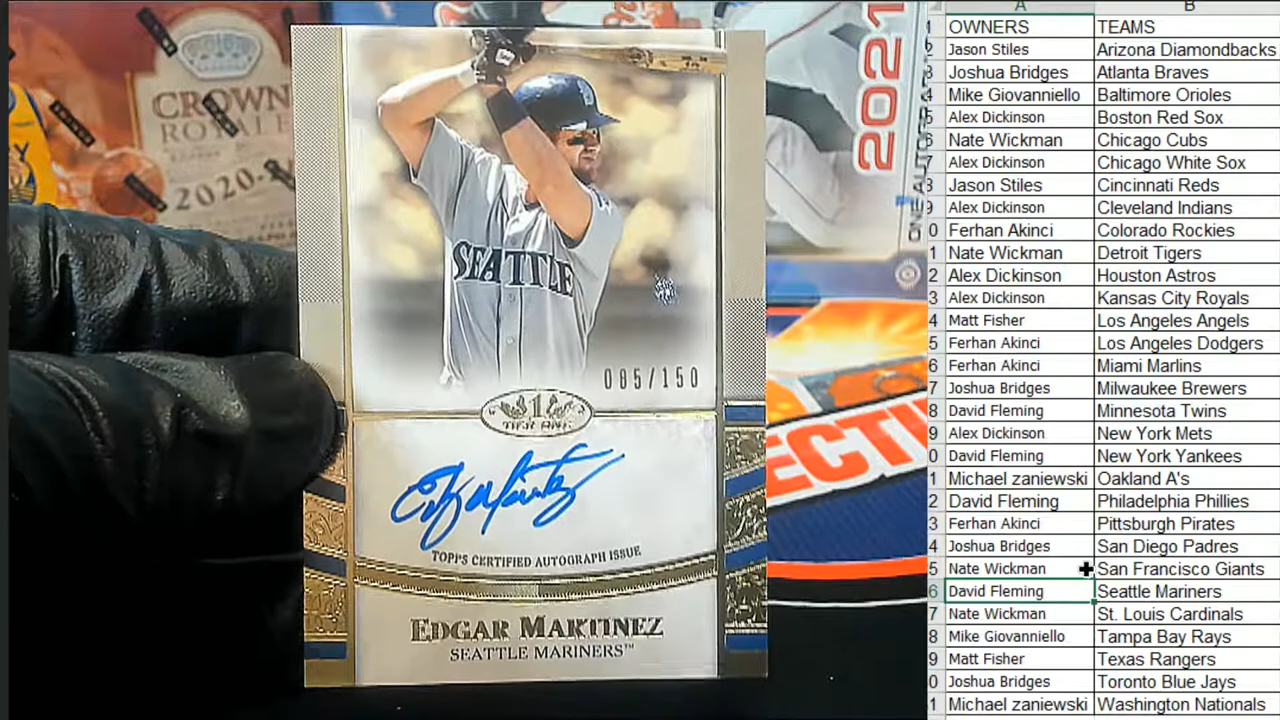 CROWN
ROYALE
2020-
2021
SEATTLE
085/150
1
TIER ONE
TOPPS CERTIFIED AUTOGRAPH ISSUE
EDGAR MARTINEZ
SEATTLE MARINERS™
ECTI
A B
OWNERS TEAMS
Jason Stiles Arizona Diamondbacks
Joshua Bridges Atlanta Braves
Mike Giovanniello Baltimore Orioles
Alex Dickinson Boston Red Sox
Nate Wickman Chicago Cubs
Alex Dickinson Chicago White Sox
Jason Stiles Cincinnati Reds
Alex Dickinson Cleveland Indians
Ferhan Akinci Colorado Rockies
Nate Wickman Detroit Tigers
Alex Dickinson Houston Astros
Alex Dickinson Kansas City Royals
Matt Fisher Los Angeles Angels
Ferhan Akinci Los Angeles Dodgers
Ferhan Akinci Miami Marlins
Joshua Bridges Milwaukee Brewers
David Fleming Minnesota Twins
Alex Dickinson New York Mets
David Fleming New York Yankees
Michael zaniewski Oakland A's
David Fleming Philadelphia Phillies
Ferhan Akinci Pittsburgh Pirates
Joshua Bridges San Diego Padres
Nate Wickman San Francisco Giants
David Fleming Seattle Mariners
Nate Wickman St. Louis Cardinals
Mike Giovanniello Tampa Bay Rays
Matt Fisher Texas Rangers
Joshua Bridges Toronto Blue Jays
Michael zaniewski Washington Nationals